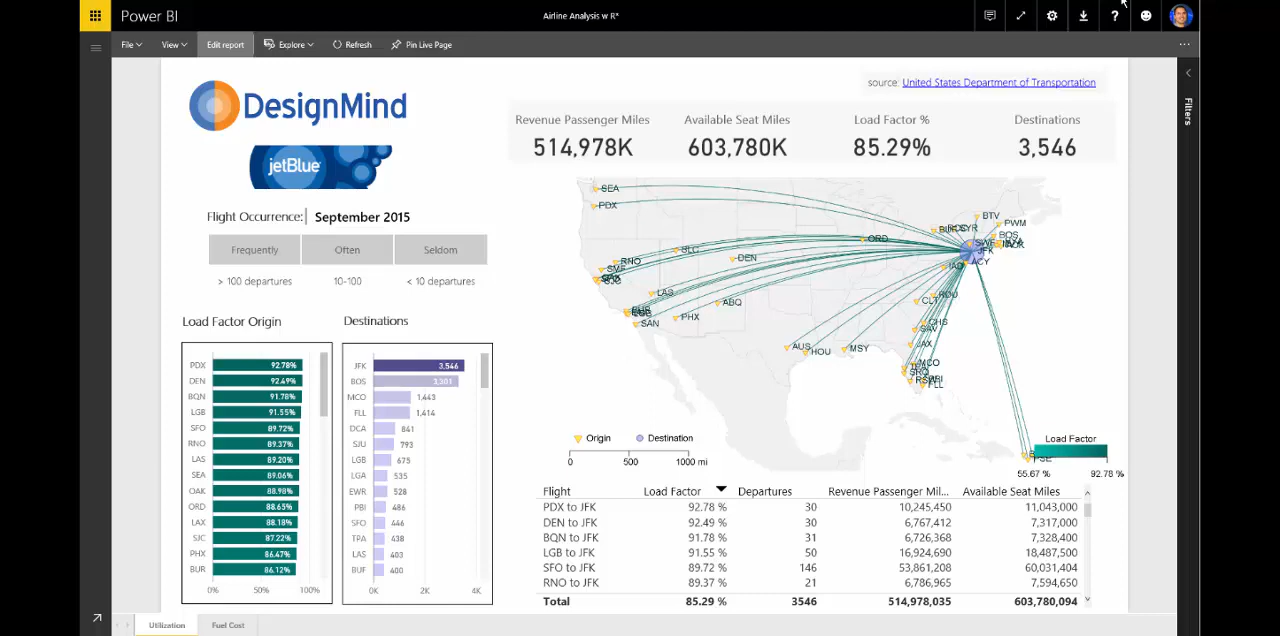 Power BI
Airline Analysis w R*
?
File
View
Edit report
Explore
Refresh
Pin Live Page
...
DesignMind
jetBlue
source: United States Department of Transportation
Revenue Passenger Miles Available Seat Miles Load Factor % Destinations
514,978K 603,780K 85.29% 3,546
Flight Occurrence: September 2015
Frequently Often Seldom
> 100 departures 10-100 < 10 departures
Load Factor Origin
PDX 92.78%
DEN 92.49%
BQN 91.78%
LGB 91.55%
SFO 89.72%
RNO 89.37%
LAS 89.20%
SEA 89.06%
OAK 88.98%
ORD 88.65%
LAX 88.18%
SJC 87.22%
PHX 86.47%
BUR 86.12%
0% 50% 100%
Destinations
JFK 3,546
BOS 3,301
MCO 1,443
FLL 1,414
DCA 841
SJU 793
LGB 675
LGA 535
EWR 528
PBI 486
SFO 446
TPA 438
LAS 403
BUF 400
0K 2K 4K
SEA
PDX
BTV
PWM
BOS
ORD
SLC
DEN
JFK
ACY
IAD
RNO
LAS
ABQ
PHX
SAN
RDU
CHS
SAV
JAX
MCO
FLL
AUS
HOU
MSY
PSE
Origin Destination
0 500 1000 mi
Load Factor
55.67 % 92.78 %
Flight Load Factor Departures Revenue Passenger Mil... Available Seat Miles
PDX to JFK 92.78 % 30 10,245,450 11,043,000
DEN to JFK 92.49 % 30 6,767,412 7,317,000
BQN to JFK 91.78 % 31 6,726,368 7,328,400
LGB to JFK 91.55 % 50 16,924,690 18,487,500
SFO to JFK 89.72 % 146 53,861,208 60,031,404
RNO to JFK 89.37 % 21 6,786,965 7,594,650
Total 85.29 % 3546 514,978,035 603,780,094
Filters
Utilization
Fuel Cost